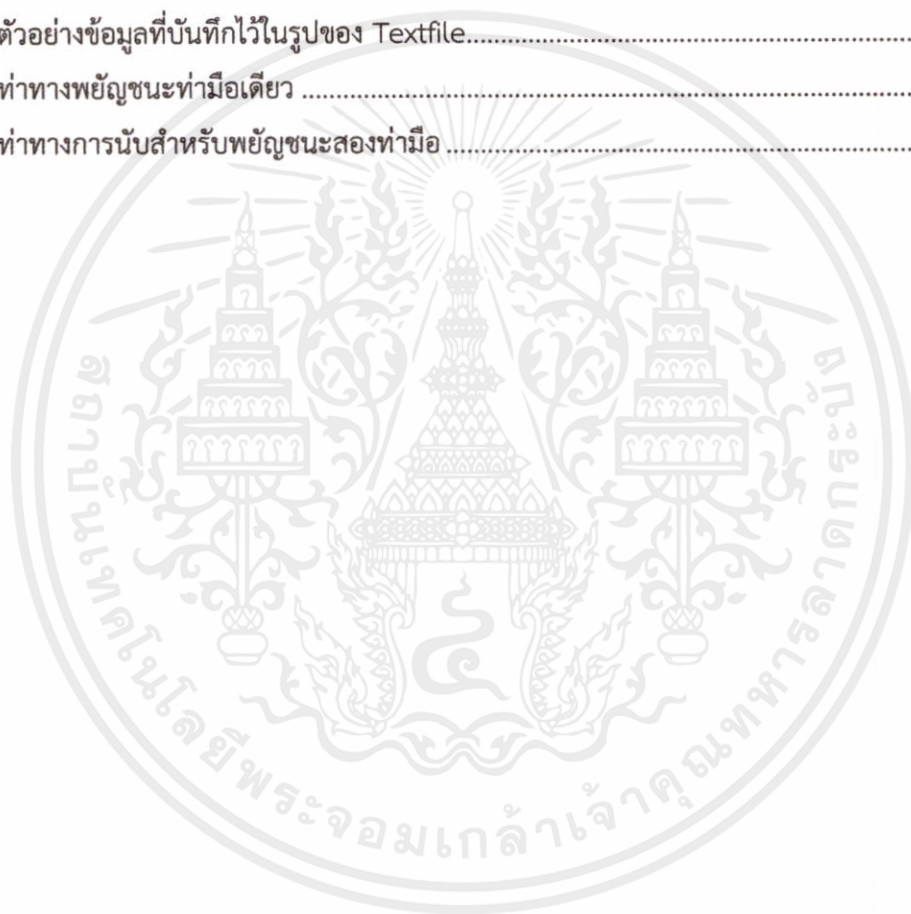 ตัวอย่างข้อมูลที่บันทึกไว้ในรูปของ Textfile
ท่าทางพยัญชนะท่ามือเดียว
ท่าทางการนับสำหรับพยัญชนะสองท่ามือ
สถาบันเทคโนโลยีพระจอมเกล้าเจ้าคุณทหารลาดกระบัง